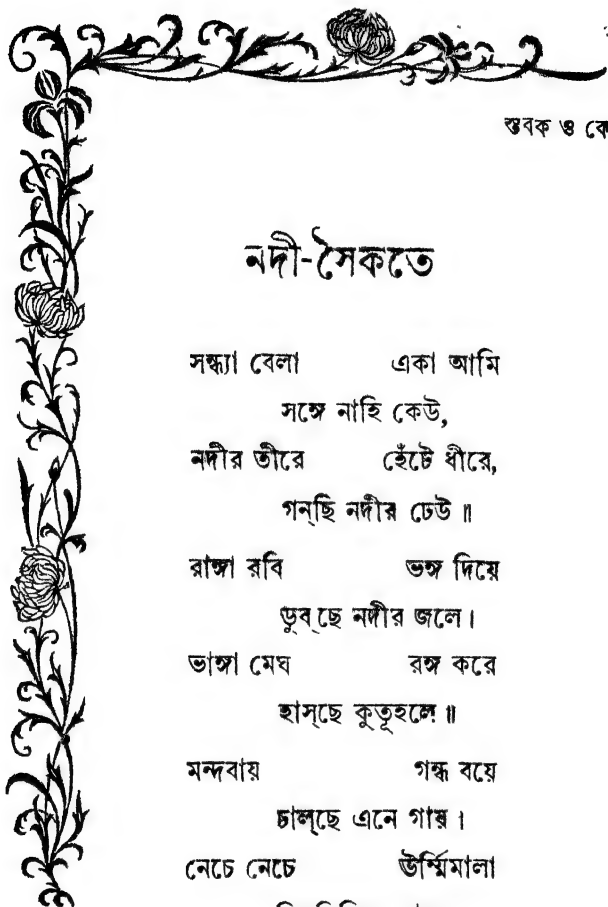 স্তবক ও
নদী-সৈকতে
সন্ধ্যা বেলা একা আমি
সঙ্গে নাহি কেউ,
নদীর তীরে হেঁটে ধীরে,
গন্‌ছি নদীর ঢেউ॥
রাঙ্গা রবি ভঙ্গ দিয়ে
ডুব্‌ছে নদীর জলে।
ভাঙ্গা মেঘ রঙ্গ করে
হাস্‌ছে কুতূহলে॥
মন্দবায় গন্ধ বয়ে
ঢাল্‌ছে এনে গায়।
নেচে নেচে ঊর্ম্মিমালা